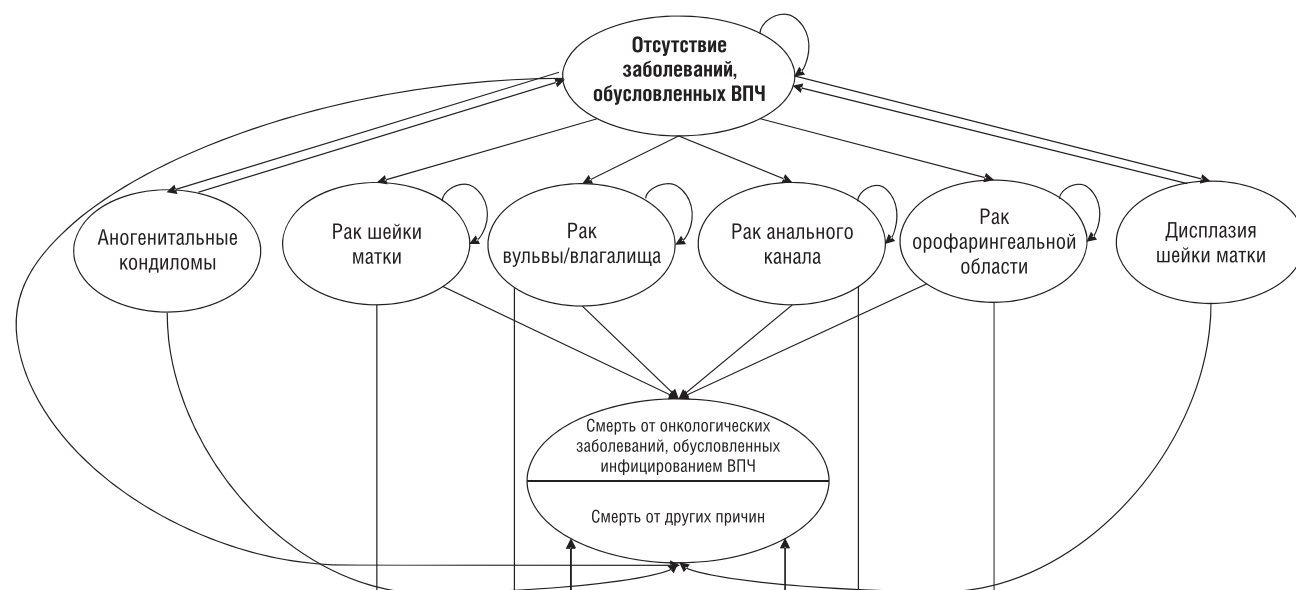 Отсутствие
заболеваний,
обусловленных ВПЧ
Аногенитальные
кондиломы
Рак шейки
матки
Рак
вульвы/влагалища
Рак анального
канала
Рак
орофарингеальной
области
Дисплазия
шейки матки
Смерть от онкологических
заболеваний, обусловленных
инфицированием ВПЧ
Смерть от других причин